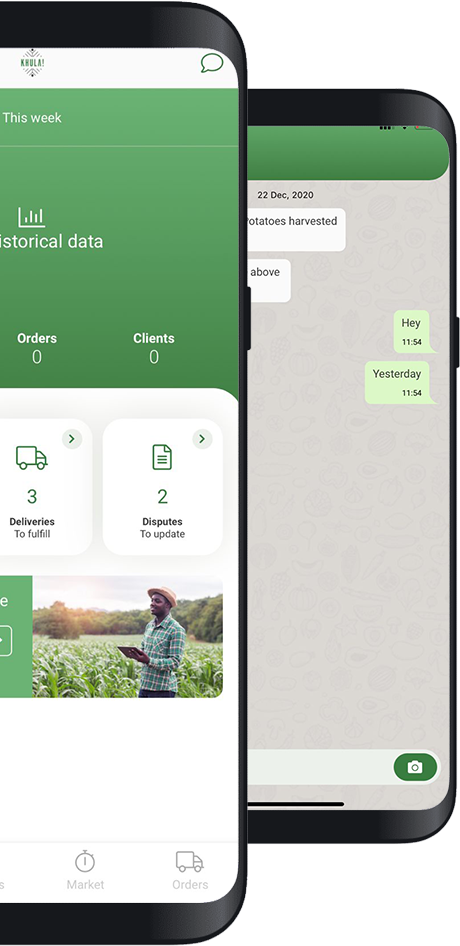 KHULA!
This week
istorical data
Orders
0
Clients
0
3
Deliveries
To fulfill
2
Disputes
To update
e
s
Market
Orders
22 Dec, 2020
otatoes harvested
above
Hey
11:54
Yesterday
11:54